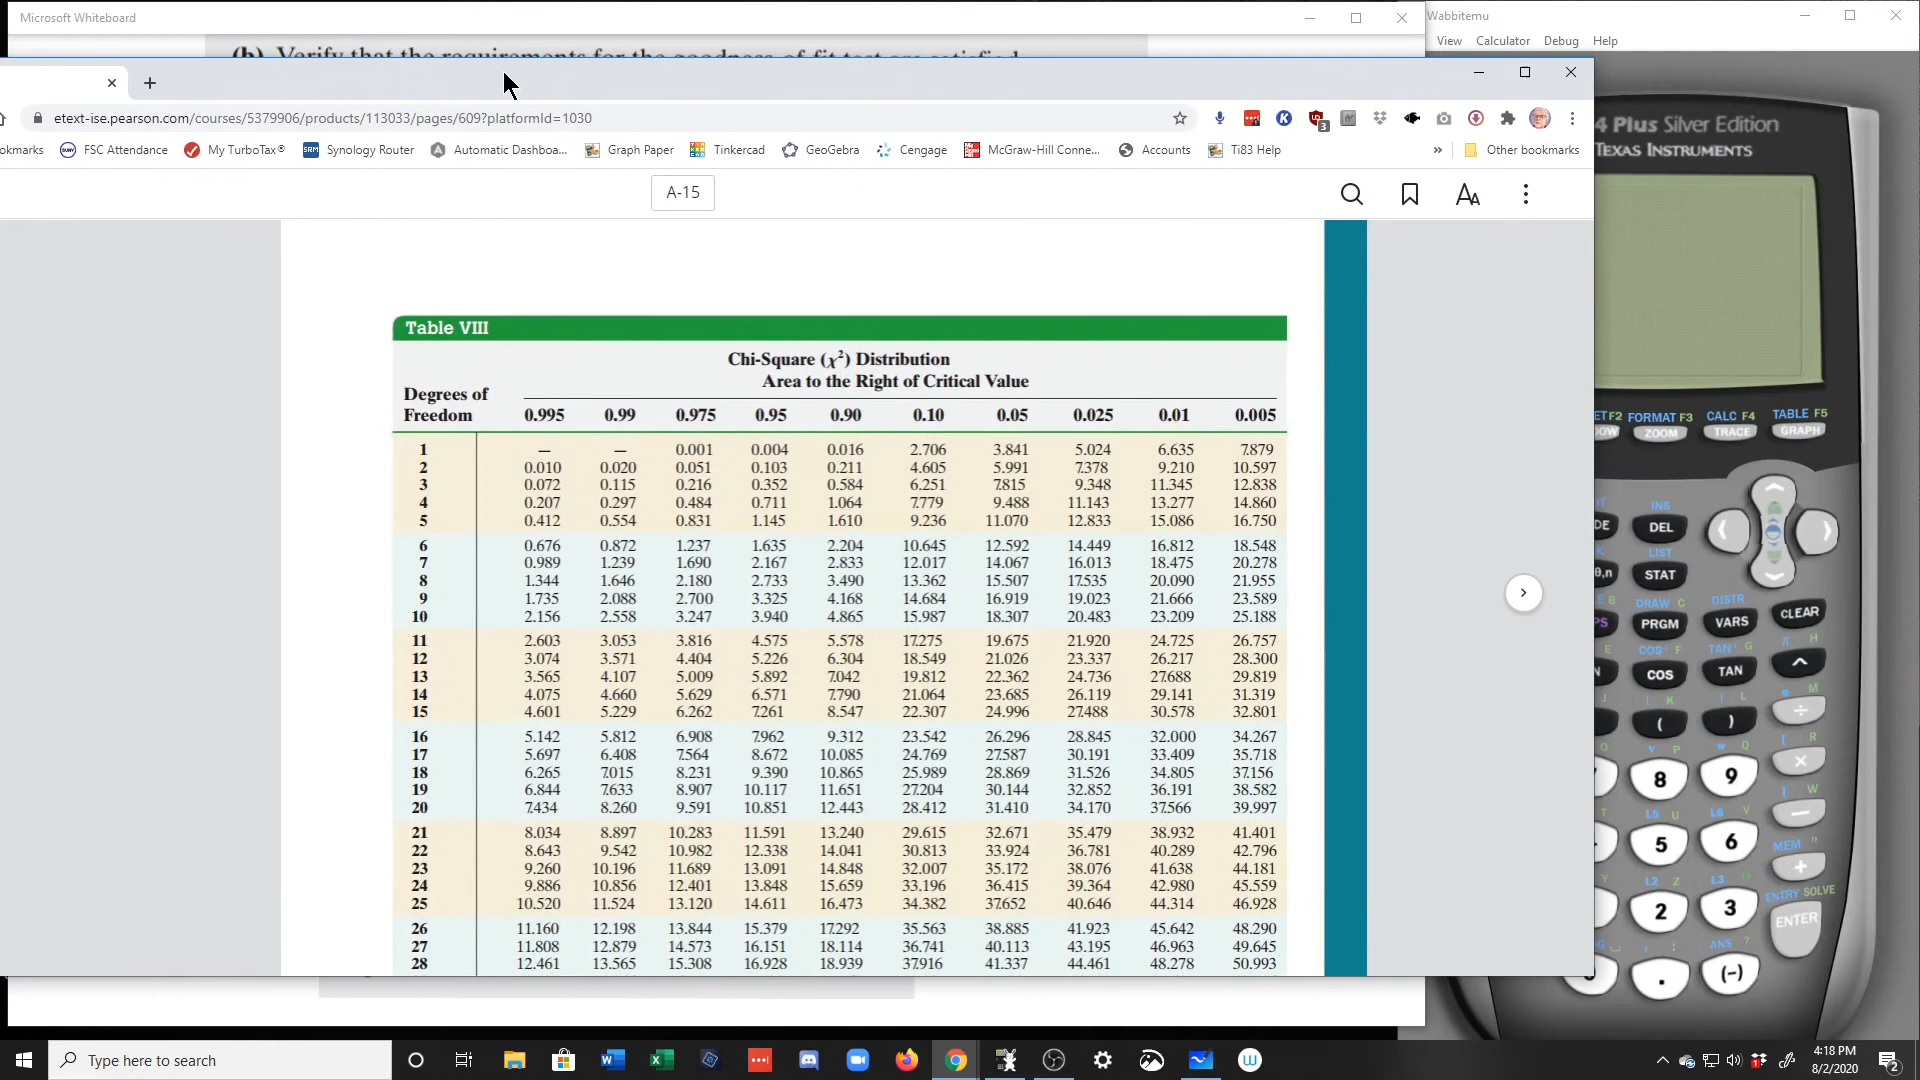 Microsoft Whiteboard
Wabbitemu
View Calculator Debug Help
(b) Verify that the requirements for the goodness-of-fit test are satisfied
etext-ise.pearson.com/courses/5379906/products/113033/pages/609?platformId=1030
okmarks FSC Attendance My TurboTax® Synology Router Automatic Dashboa... Graph Paper Tinkercad GeoGebra Cengage McGraw-Hill Conne... Accounts Ti83 Help » Other bookmarks
A-15
4 Plus Silver Edition
TEXAS INSTRUMENTS
Table VIII
Chi-Square (χ²) Distribution
Area to the Right of Critical Value
Degrees of
Freedom 0.995 0.99 0.975 0.95 0.90 0.10 0.05 0.025 0.01 0.005
1 — — 0.001 0.004 0.016 2.706 3.841 5.024 6.635 7.879
2 0.010 0.020 0.051 0.103 0.211 4.605 5.991 7.378 9.210 10.597
3 0.072 0.115 0.216 0.352 0.584 6.251 7.815 9.348 11.345 12.838
4 0.207 0.297 0.484 0.711 1.064 7.779 9.488 11.143 13.277 14.860
5 0.412 0.554 0.831 1.145 1.610 9.236 11.070 12.833 15.086 16.750
6 0.676 0.872 1.237 1.635 2.204 10.645 12.592 14.449 16.812 18.548
7 0.989 1.239 1.690 2.167 2.833 12.017 14.067 16.013 18.475 20.278
8 1.344 1.646 2.180 2.733 3.490 13.362 15.507 17.535 20.090 21.955
9 1.735 2.088 2.700 3.325 4.168 14.684 16.919 19.023 21.666 23.589
10 2.156 2.558 3.247 3.940 4.865 15.987 18.307 20.483 23.209 25.188
11 2.603 3.053 3.816 4.575 5.578 17.275 19.675 21.920 24.725 26.757
12 3.074 3.571 4.404 5.226 6.304 18.549 21.026 23.337 26.217 28.300
13 3.565 4.107 5.009 5.892 7.042 19.812 22.362 24.736 27.688 29.819
14 4.075 4.660 5.629 6.571 7.790 21.064 23.685 26.119 29.141 31.319
15 4.601 5.229 6.262 7.261 8.547 22.307 24.996 27.488 30.578 32.801
16 5.142 5.812 6.908 7.962 9.312 23.542 26.296 28.845 32.000 34.267
17 5.697 6.408 7.564 8.672 10.085 24.769 27.587 30.191 33.409 35.718
18 6.265 7.015 8.231 9.390 10.865 25.989 28.869 31.526 34.805 37.156
19 6.844 7.633 8.907 10.117 11.651 27.204 30.144 32.852 36.191 38.582
20 7.434 8.260 9.591 10.851 12.443 28.412 31.410 34.170 37.566 39.997
21 8.034 8.897 10.283 11.591 13.240 29.615 32.671 35.479 38.932 41.401
22 8.643 9.542 10.982 12.338 14.041 30.813 33.924 36.781 40.289 42.796
23 9.260 10.196 11.689 13.091 14.848 32.007 35.172 38.076 41.638 44.181
24 9.886 10.856 12.401 13.848 15.659 33.196 36.415 39.364 42.980 45.559
25 10.520 11.524 13.120 14.611 16.473 34.382 37.652 40.646 44.314 46.928
26 11.160 12.198 13.844 15.379 17.292 35.563 38.885 41.923 45.642 48.290
27 11.808 12.879 14.573 16.151 18.114 36.741 40.113 43.195 46.963 49.645
28 12.461 13.565 15.308 16.928 18.939 37.916 41.337 44.461 48.278 50.993
F2 FORMAT F3 CALC F4 TABLE F5
ZOOM TRACE GRAPH
INS
DEL
LIST
STAT
DRAW C DISTR
PRGM VARS CLEAR
COS TAN ^
( )
8 9 ×
L5 U L6 V
5 6 −
MEM "
+
L2 Z L3
2 3
ENTRY SOLVE
ENTER
ANS ?
. (-)
Type here to search
4:18 PM
8/2/2020